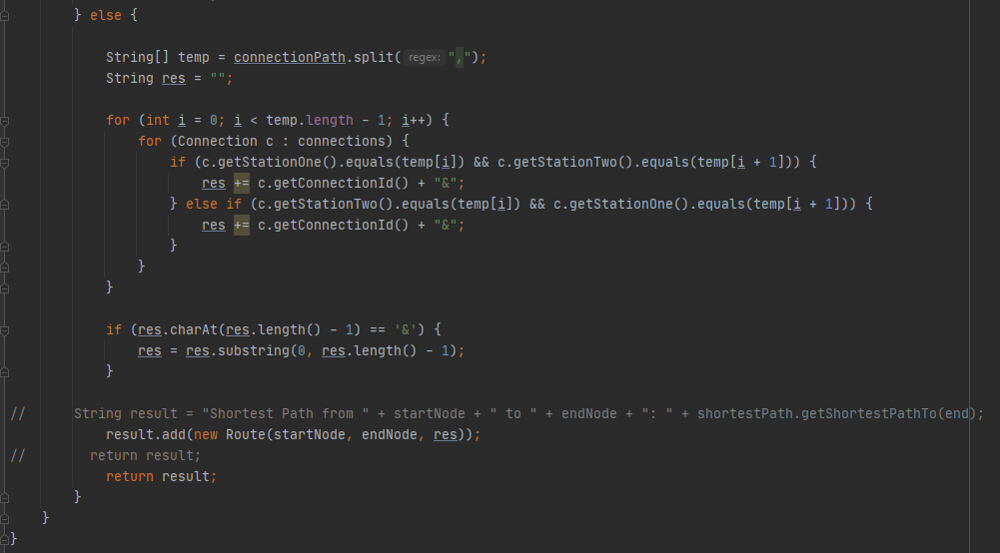 } else {
String[] temp = connectionPath.split( regex: ",");
String res = "";
for (int i = 0; i < temp.length - 1; i++) {
for (Connection c : connections) {
if (c.getStationOne().equals(temp[i]) && c.getStationTwo().equals(temp[i + 1])) {
res += c.getConnectionId() + "&";
} else if (c.getStationTwo().equals(temp[i]) && c.getStationOne().equals(temp[i + 1])) {
res += c.getConnectionId() + "&";
}
}
}
if (res.charAt(res.length() - 1) == '&') {
res = res.substring(0, res.length() - 1);
}
// String result = "Shortest Path from " + startNode + " to " + endNode + ": " + shortestPath.getShortestPathTo(end);
result.add(new Route(startNode, endNode, res));
// return result;
return result;
}
}
}